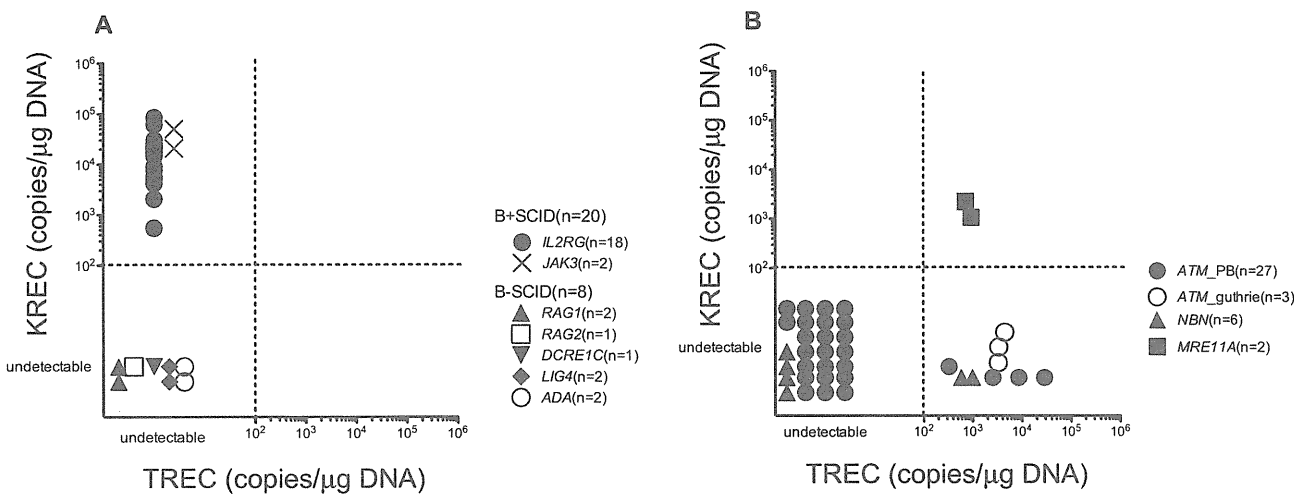 A
KREC (copies/μg DNA)
10⁶
10⁵
10⁴
10³
10²
undetectable
undetectable
10² 10³ 10⁴ 10⁵ 10⁶
TREC (copies/μg DNA)
B+SCID(n=20)
IL2RG(n=18)
JAK3(n=2)
B-SCID(n=8)
RAG1(n=2)
RAG2(n=1)
DCRE1C(n=1)
LIG4(n=2)
ADA(n=2)
B
KREC (copies/μg DNA)
10⁶
10⁵
10⁴
10³
10²
undetectable
undetectable
10² 10³ 10⁴ 10⁵ 10⁶
TREC (copies/μg DNA)
ATM_PB(n=27)
ATM_guthrie(n=3)
NBN(n=6)
MRE11A(n=2)